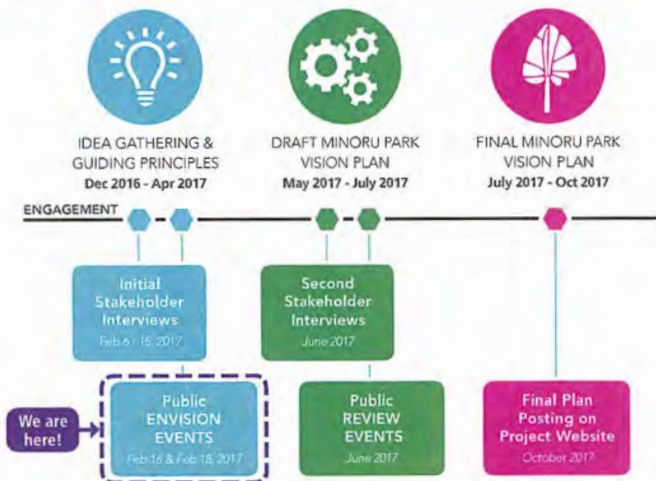 IDEA GATHERING &
GUIDING PRINCIPLES
Dec 2016 - Apr 2017
DRAFT MINORU PARK
VISION PLAN
May 2017 - July 2017
FINAL MINORU PARK
VISION PLAN
July 2017 - Oct 2017
ENGAGEMENT
Initial
Stakeholder
Interviews
Feb 6 - 15, 2017
Second
Stakeholder
Interviews
June 2017
We are
here!
Public
ENVISION
EVENTS
Feb 16 & Feb 18, 2017
Public
REVIEW
EVENTS
June 2017
Final Plan
Posting on
Project Website
October 2017